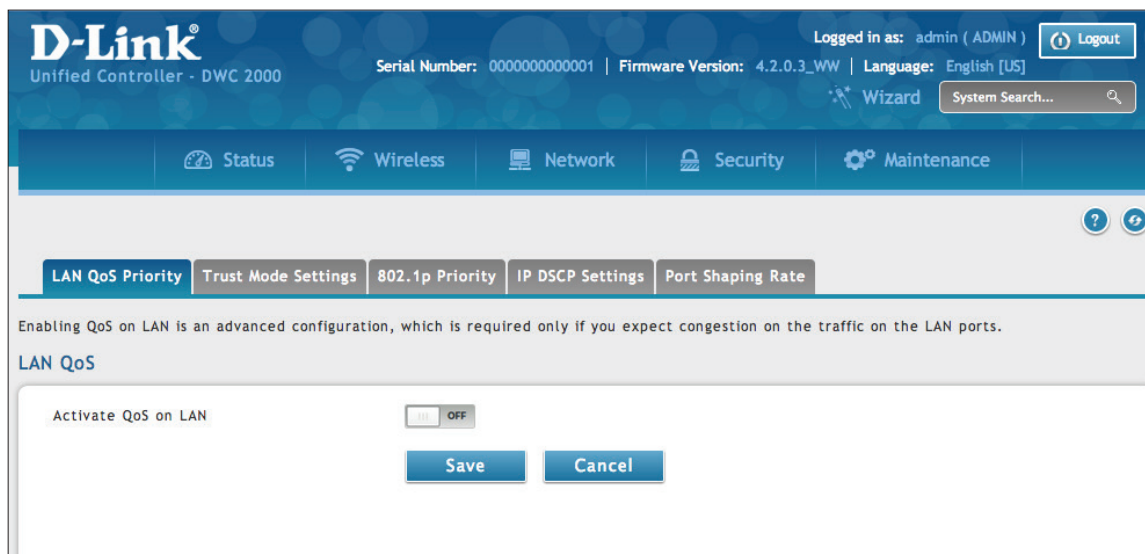 D-Link®
Unified Controller - DWC 2000
Logged in as: admin ( ADMIN )
Logout
Serial Number: 0000000000001 | Firmware Version: 4.2.0.3_WW | Language: English [US]
Wizard
System Search...
Status
Wireless
Network
Security
Maintenance
?
LAN QoS Priority
Trust Mode Settings
802.1p Priority
IP DSCP Settings
Port Shaping Rate
Enabling QoS on LAN is an advanced configuration, which is required only if you expect congestion on the traffic on the LAN ports.
LAN QoS
Activate QoS on LAN
OFF
Save
Cancel